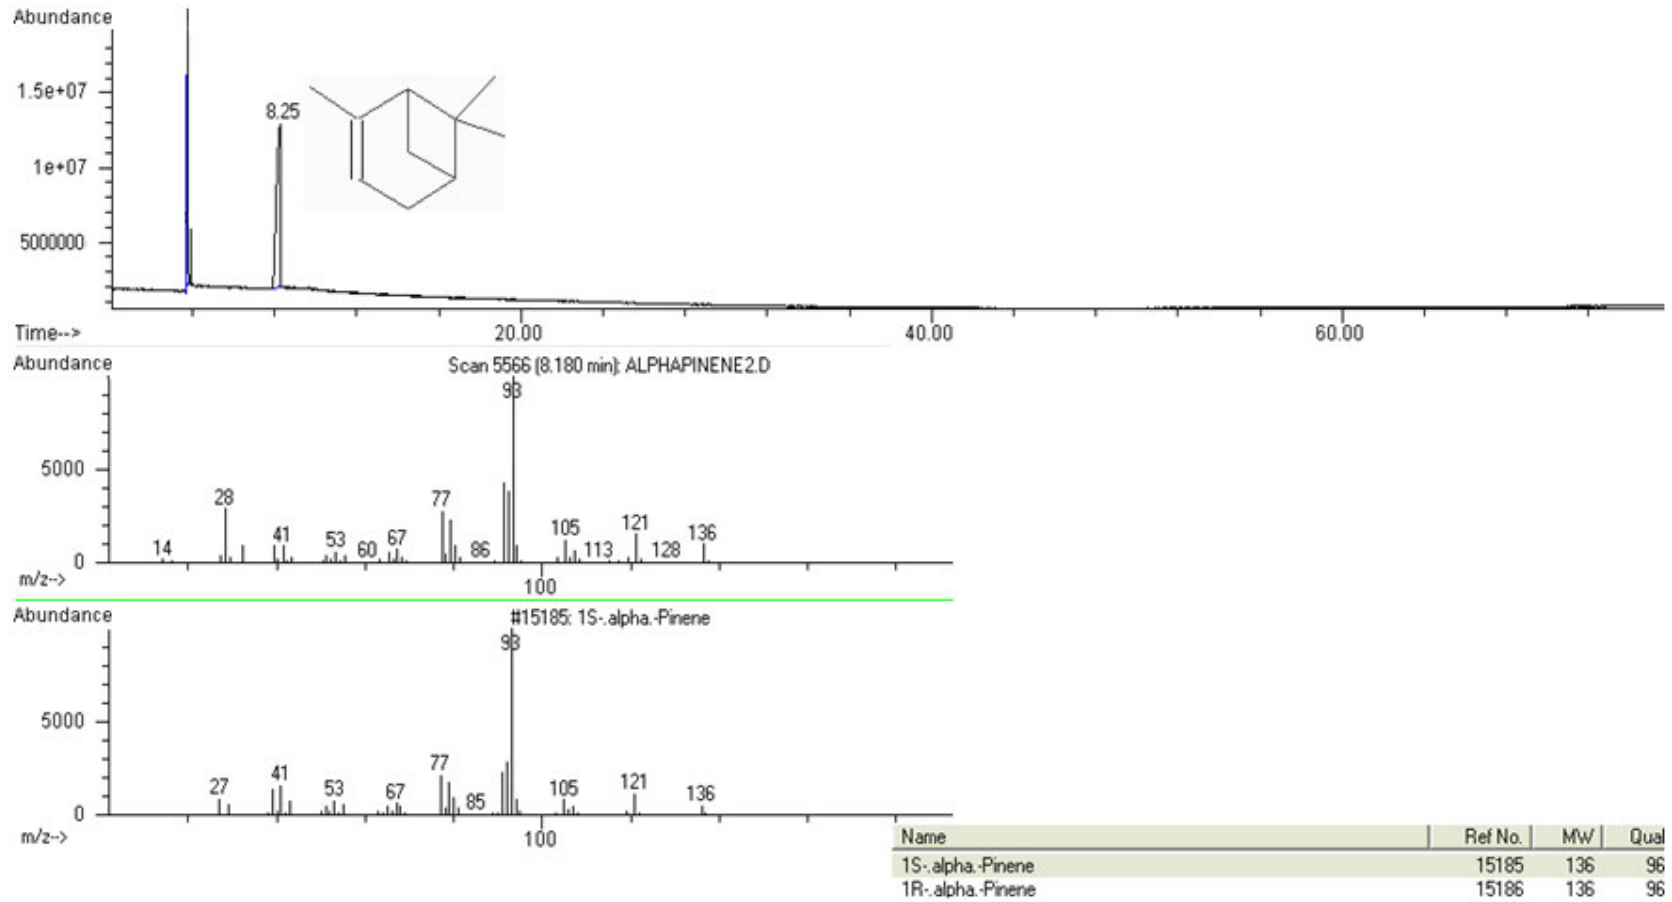 Abundance
1.5e+07
8.25
1e+07
5000000
Time-->
20.00 40.00 60.00
Abundance
Scan 5566 (8.180 min): ALPHAPINENE2.D
93
5000
28 77
14 41 53 60 67 86 105 113 121 128 136
0
m/z-->
100
Abundance
#15185: 1S-.alpha.-Pinene
93
5000
27 41 53 67 77 85 105 121 136
0
m/z-->
100
Name Ref No. MW Qual
1S-.alpha.-Pinene 15185 136 96
1R-.alpha.-Pinene 15186 136 96